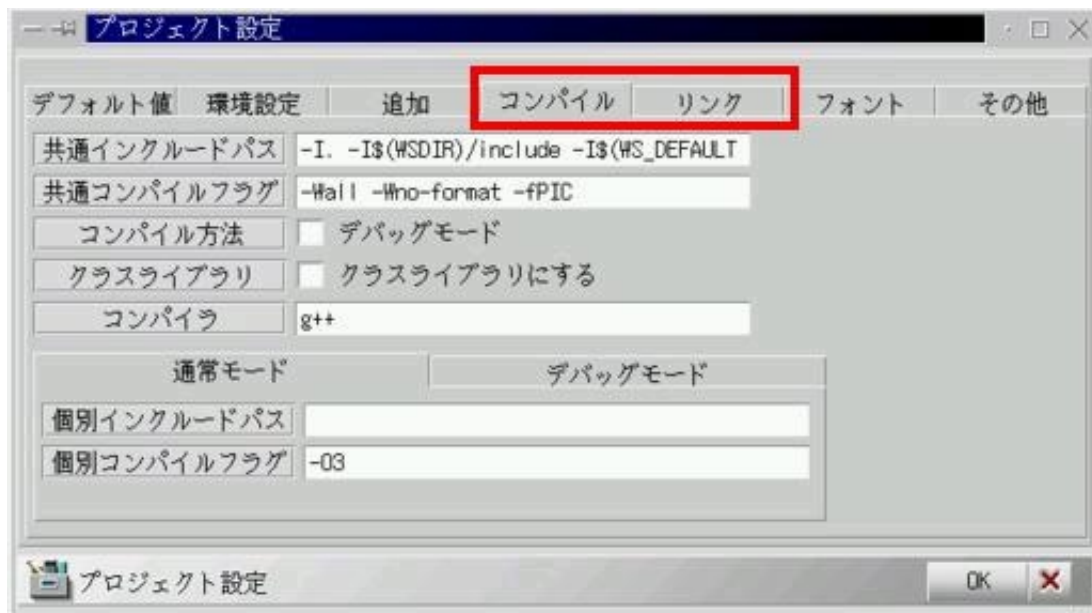 プロジェクト設定
デフォルト値 環境設定 追加 コンパイル リンク フォント その他
共通インクルードパス -I. -I$(WSDIR)/include -I$(WS_DEFAULT
共通コンパイルフラグ -Wall -Wno-format -fPIC
コンパイル方法 デバッグモード
クラスライブラリ クラスライブラリにする
コンパイラ g++
通常モード デバッグモード
個別インクルードパス
個別コンパイルフラグ -O3
プロジェクト設定 OK